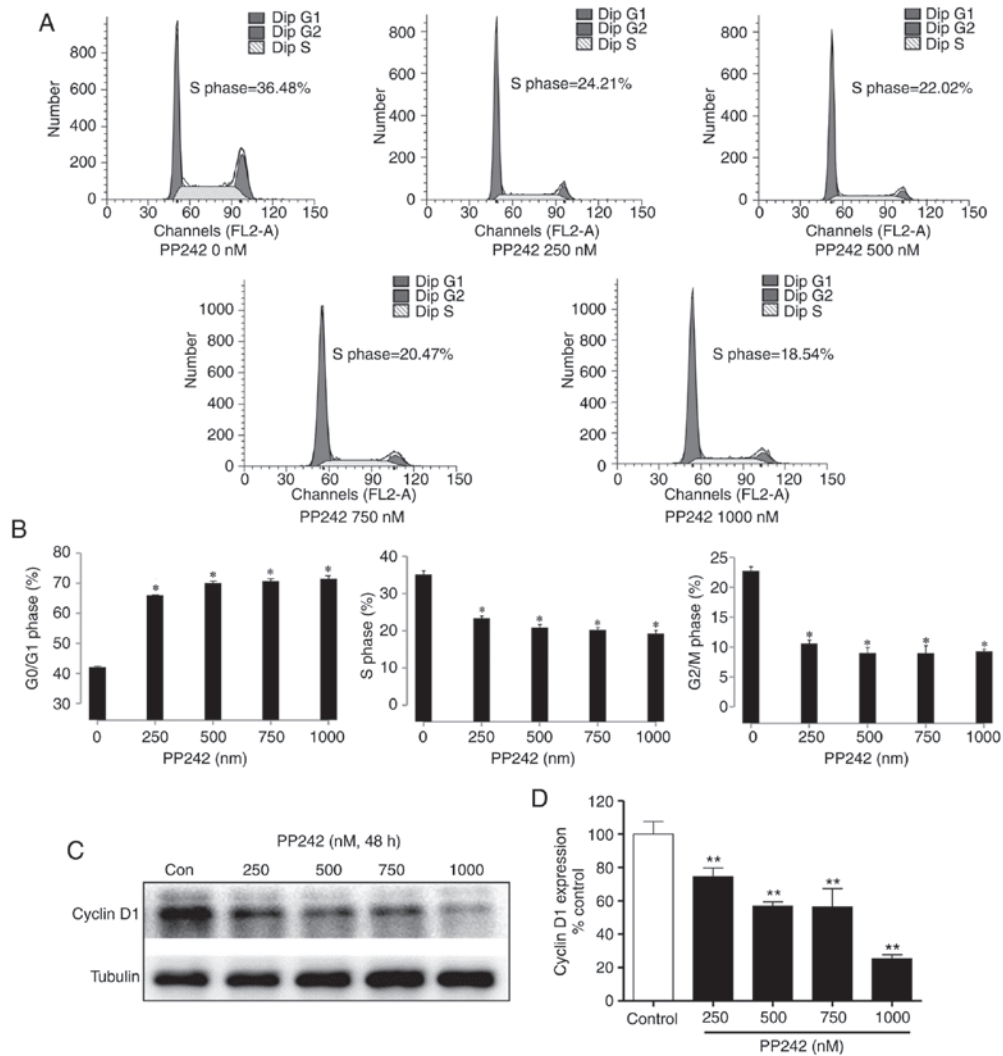 A
Dip G1
Dip G2
Dip S
S phase=36.48%
Number
800
600
400
200
0
0 30 60 90 120 150
Channels (FL2-A)
PP242 0 nM
Dip G1
Dip G2
Dip S
S phase=24.21%
Number
800
600
400
200
0
0 30 60 90 120 150
Channels (FL2-A)
PP242 250 nM
Dip G1
Dip G2
Dip S
S phase=22.02%
Number
800
600
400
200
0
0 30 60 90 120 150
Channels (FL2-A)
PP242 500 nM
Dip G1
Dip G2
Dip S
S phase=20.47%
Number
1000
800
600
400
200
0
0 30 60 90 120 150
Channels (FL2-A)
PP242 750 nM
Dip G1
Dip G2
Dip S
S phase=18.54%
Number
1000
800
600
400
200
0
0 30 60 90 120 150
Channels (FL2-A)
PP242 1000 nM
B
G0/G1 phase (%)
80
70
60
50
40
30
* * * *
0 250 500 750 1000
PP242 (nm)
S phase (%)
40
30
20
10
0
* * * *
0 250 500 750 1000
PP242 (nm)
G2/M phase (%)
25
20
15
10
5
0
* * * *
0 250 500 750 1000
PP242 (nm)
C
PP242 (nM, 48 h)
Con 250 500 750 1000
Cyclin D1
Tubulin
D
Cyclin D1 expression
% control
120
100
80
60
40
20
0
** ** ** **
Control 250 500 750 1000
PP242 (nM)